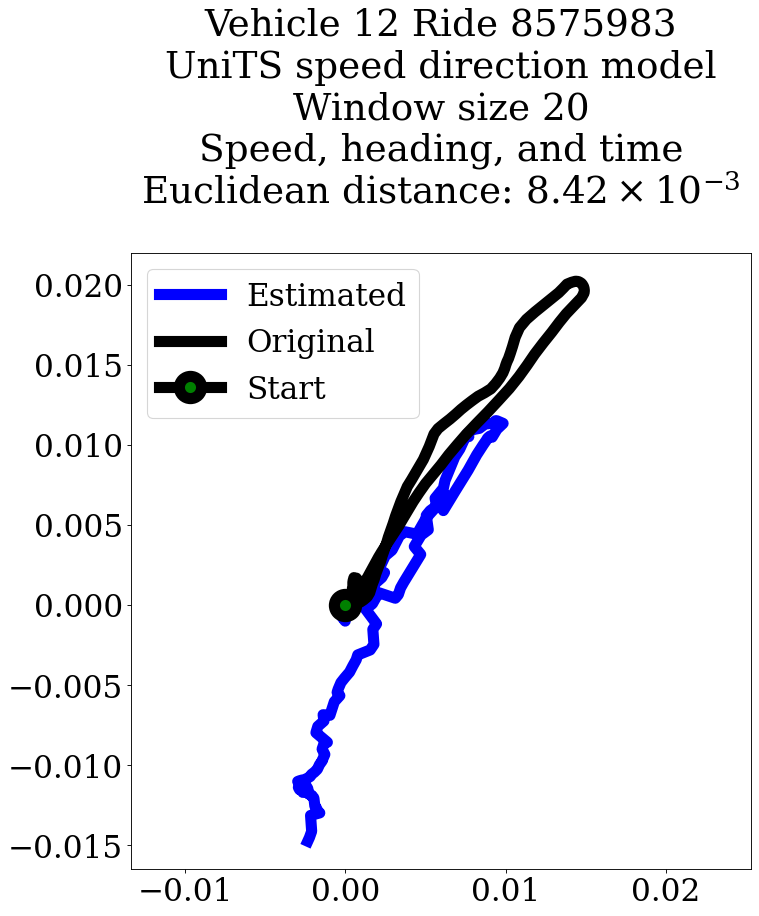 Vehicle 12 Ride 8575983
UniTS speed direction model
Window size 20
Speed, heading, and time
Euclidean distance: 8.42 × 10⁻³
Estimated
Original
Start
0.020
0.015
0.010
0.005
0.000
−0.005
−0.010
−0.015
−0.01 0.00 0.01 0.02